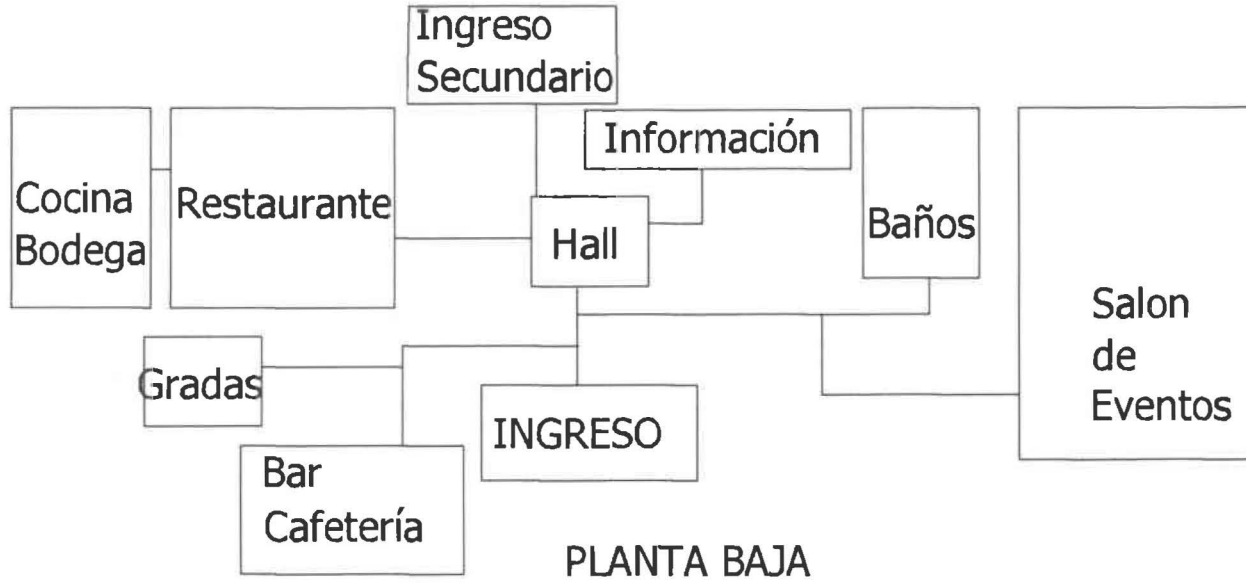 Ingreso
Secundario
Información
Cocina
Bodega
Restaurante
Hall
Baños
Salon
de
Eventos
Gradas
INGRESO
Bar
Cafetería
PLANTA BAJA